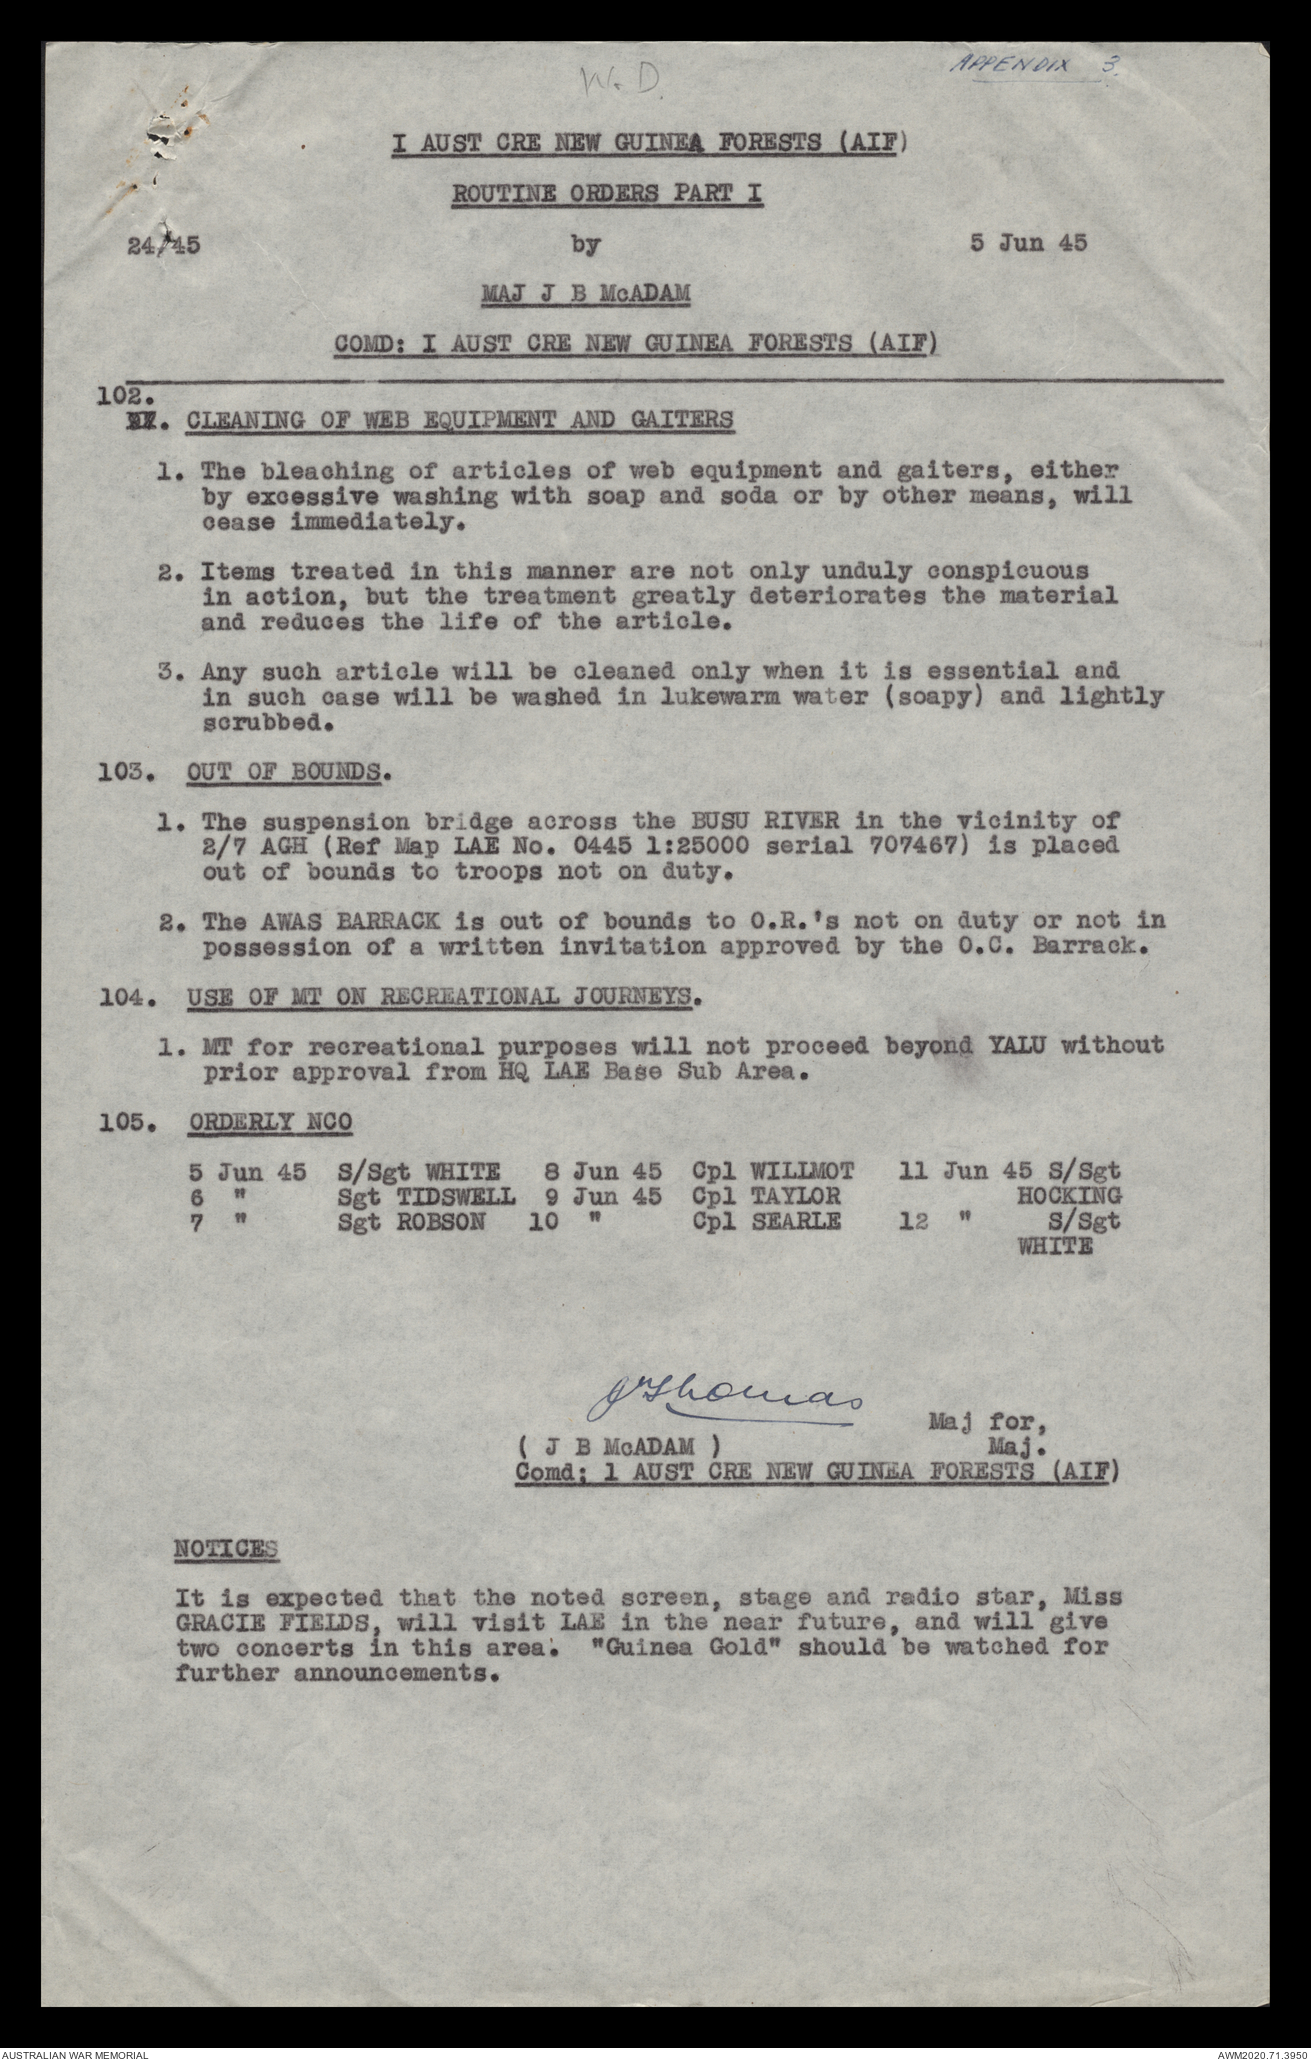 W.D.
APPENDIX 3.
I AUST CRE NEW GUINEA FORESTS (AIF)
ROUTINE ORDERS PART I
24/45 by 5 Jun 45
MAJ J B McADAM
COMD: I AUST CRE NEW GUINEA FORESTS (AIF)
102.
. CLEANING OF WEB EQUIPMENT AND GAITERS
1. The bleaching of articles of web equipment and gaiters, either
by excessive washing with soap and soda or by other means, will
cease immediately.
2. Items treated in this manner are not only unduly conspicuous
in action, but the treatment greatly deteriorates the material
and reduces the life of the article.
3. Any such article will be cleaned only when it is essential and
in such case will be washed in lukewarm water (soapy) and lightly
scrubbed.
103. OUT OF BOUNDS.
1. The suspension bridge across the BUSU RIVER in the vicinity of
2/7 AGH (Ref Map LAE No. 0445 1:25000 serial 707467) is placed
out of bounds to troops not on duty.
2. The AWAS BARRACK is out of bounds to O.R.'s not on duty or not in
possession of a written invitation approved by the O.C. Barrack.
104. USE OF MT ON RECREATIONAL JOURNEYS.
1. MT for recreational purposes will not proceed beyond YALU without
prior approval from HQ LAE Base Sub Area.
105. ORDERLY NCO
5 Jun 45 S/Sgt WHITE 8 Jun 45 Cpl WILLMOT 11 Jun 45 S/Sgt
6 " Sgt TIDSWELL 9 Jun 45 Cpl TAYLOR HOCKING
7 " Sgt ROBSON 10 " Cpl SEARLE 12 " S/Sgt
WHITE
JThomas
Maj for,
( J B McADAM ) Maj.
Comd; 1 AUST CRE NEW GUINEA FORESTS (AIF)
NOTICES
It is expected that the noted screen, stage and radio star, Miss
GRACIE FIELDS, will visit LAE in the near future, and will give
two concerts in this area. "Guinea Gold" should be watched for
further announcements.
AUSTRALIAN WAR MEMORIAL
AWM2020.71.3950